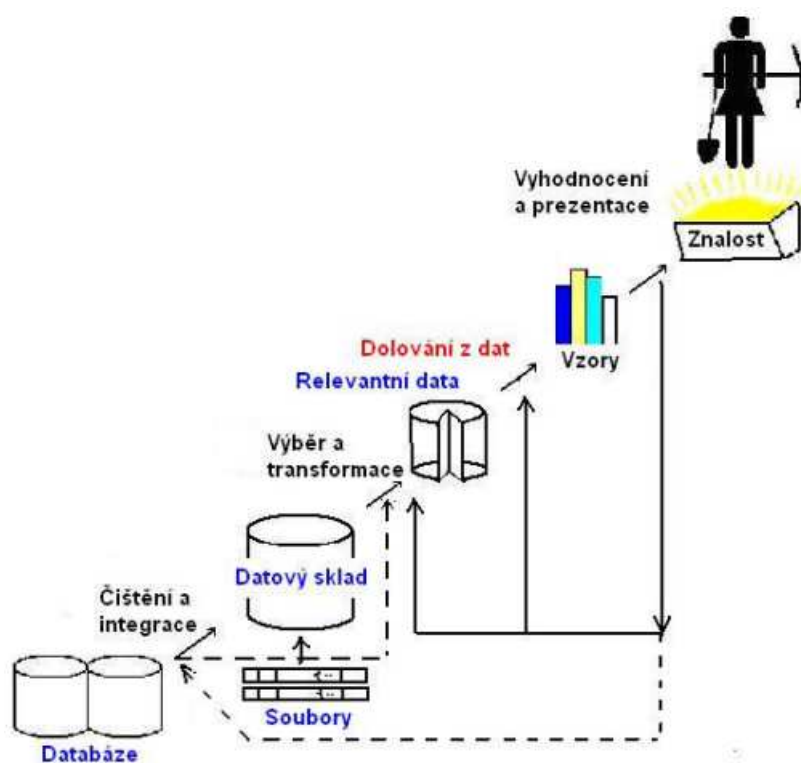 Vyhodnocení
a prezentace
Znalost
Dolování z dat
Vzory
Relevantní data
Výběr a
transformace
Datový sklad
Čištění a
integrace
Soubory
Databáze